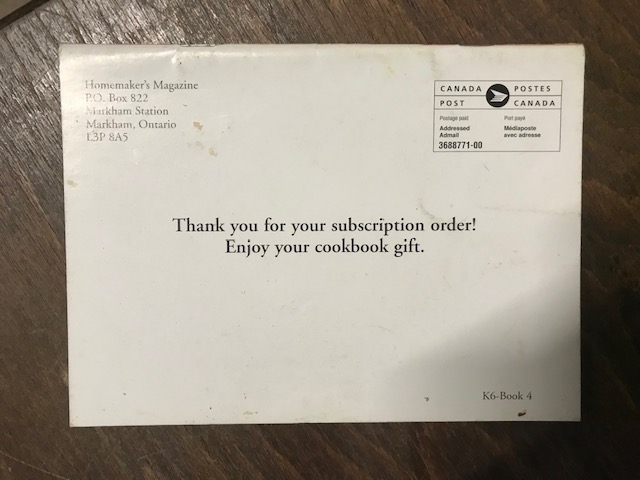 Homemaker's Magazine
P.O. Box 822
Markham Station
Markham, Ontario
L3P 8A5
CANADA POSTES
POST CANADA
Postage paid Port payé
Addressed Médiaposte
Admail avec adresse
3688771-00
Thank you for your subscription order!
Enjoy your cookbook gift.
K6-Book 4